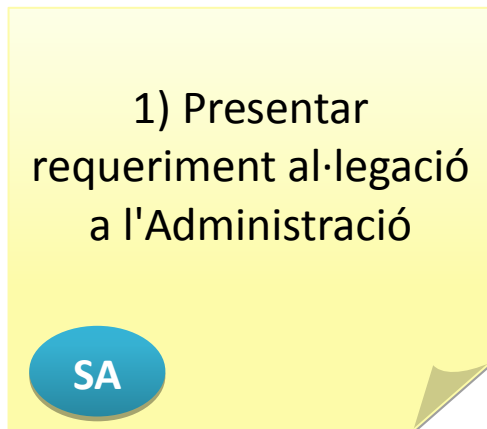 1) Presentar
requeriment al·legació
a l'Administració
SA